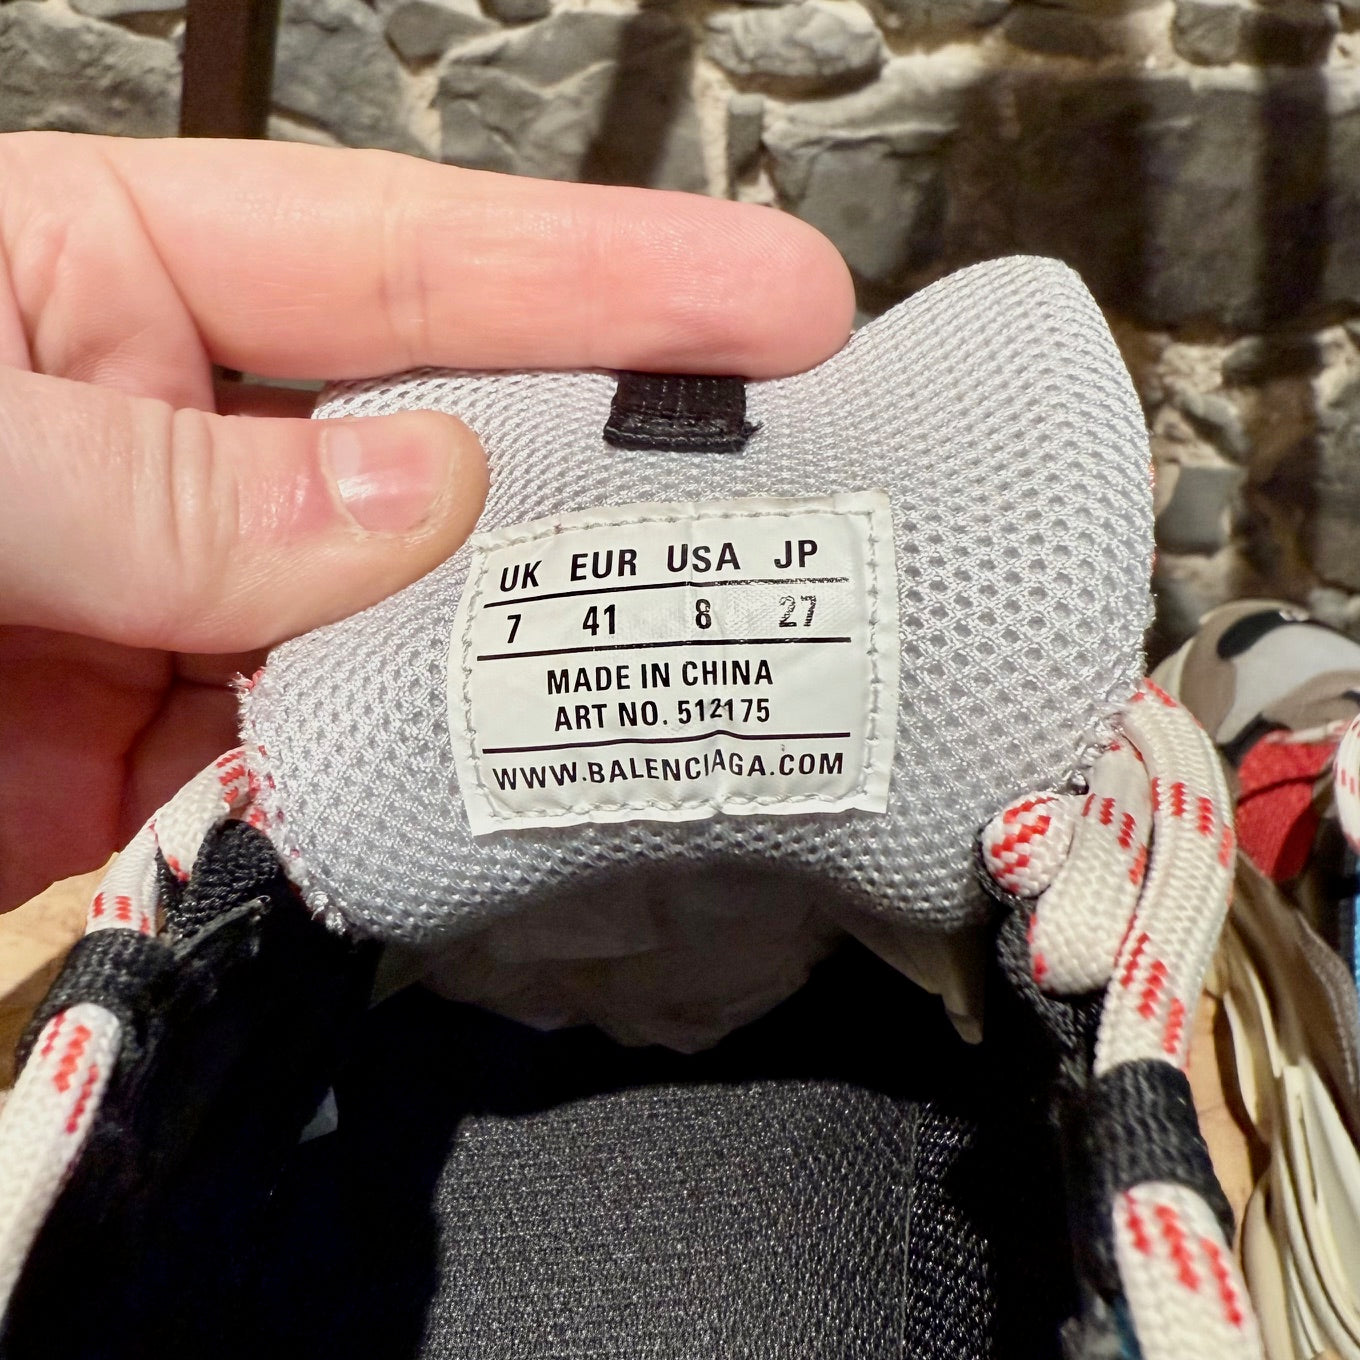 UK EUR USA JP
7 41 8 27
MADE IN CHINA
ART NO. 512175
WWW.BALENCIAGA.COM